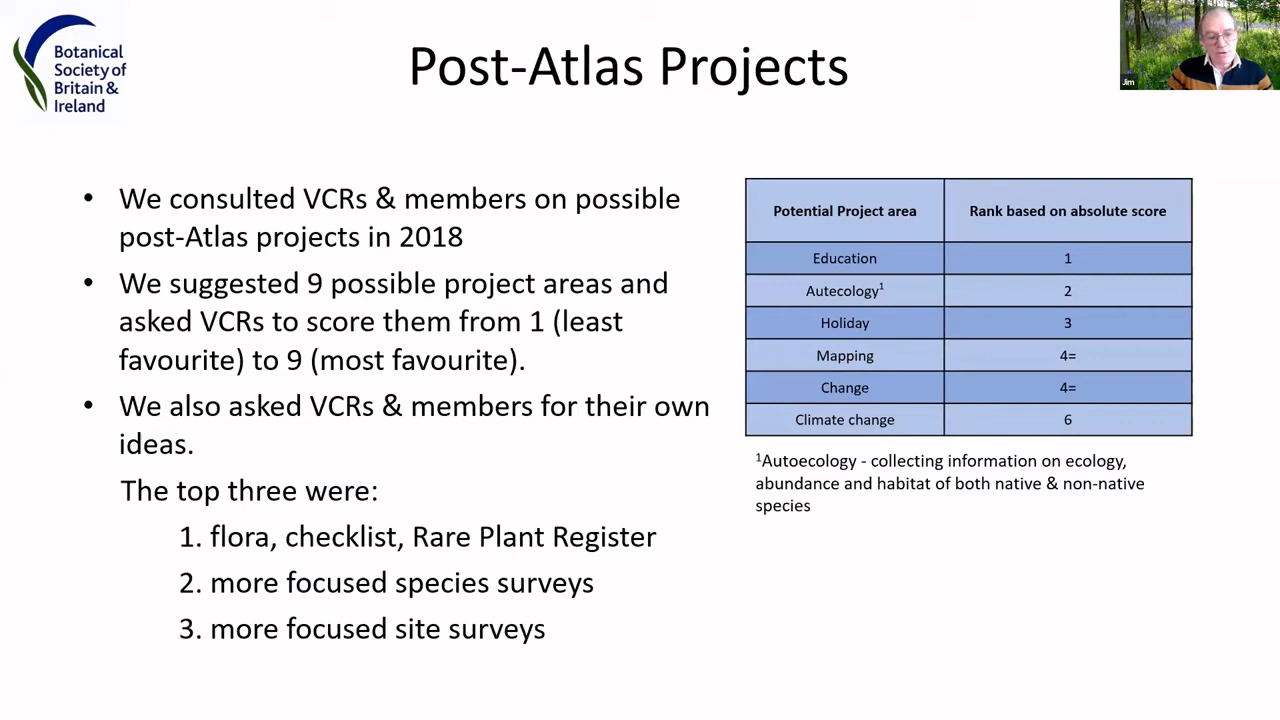 Botanical
Society of
Britain &
Ireland
Post-Atlas Projects
Jim
• We consulted VCRs & members on possible
post-Atlas projects in 2018
• We suggested 9 possible project areas and
asked VCRs to score them from 1 (least
favourite) to 9 (most favourite).
• We also asked VCRs & members for their own
ideas.
The top three were:
1. flora, checklist, Rare Plant Register
2. more focused species surveys
3. more focused site surveys
Potential Project area Rank based on absolute score
Education 1
Autecology¹ 2
Holiday 3
Mapping 4=
Change 4=
Climate change 6
¹Autoecology - collecting information on ecology,
abundance and habitat of both native & non-native
species